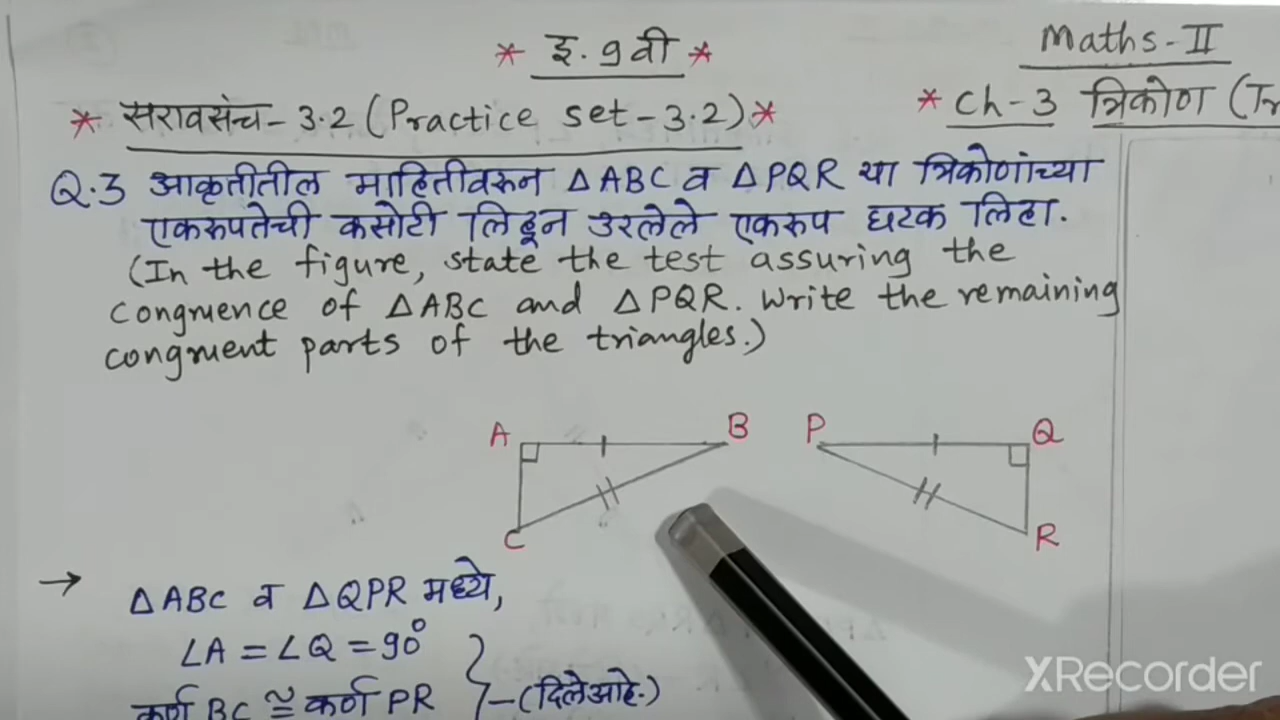 * इ. 9 वी *
Maths-II
* सरावसंच-3.2 (Practice set-3.2) *
* Ch-3 त्रिकोण (Tr
Q.3 आकृतीतील माहितीवरून △ABC व △PQR या त्रिकोणांच्या
एकरुपतेची कसोटी लिहून उरलेले एकरुप घटक लिहा.
(In the figure, state the test assuring the
congruence of △ABC and △PQR. Write the remaining
congruent parts of the triangles.)
A B P Q
C R
→ △ABC व △QPR मध्ये,
∠A = ∠Q = 90°
कर्ण BC ≅ कर्ण PR } -(दिले आहे.)
XRecorder